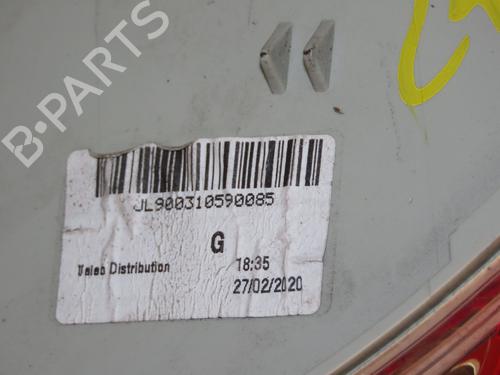 B-PARTS
JL900310590085
G
Valeo Distribution
18:35
27/02/2020